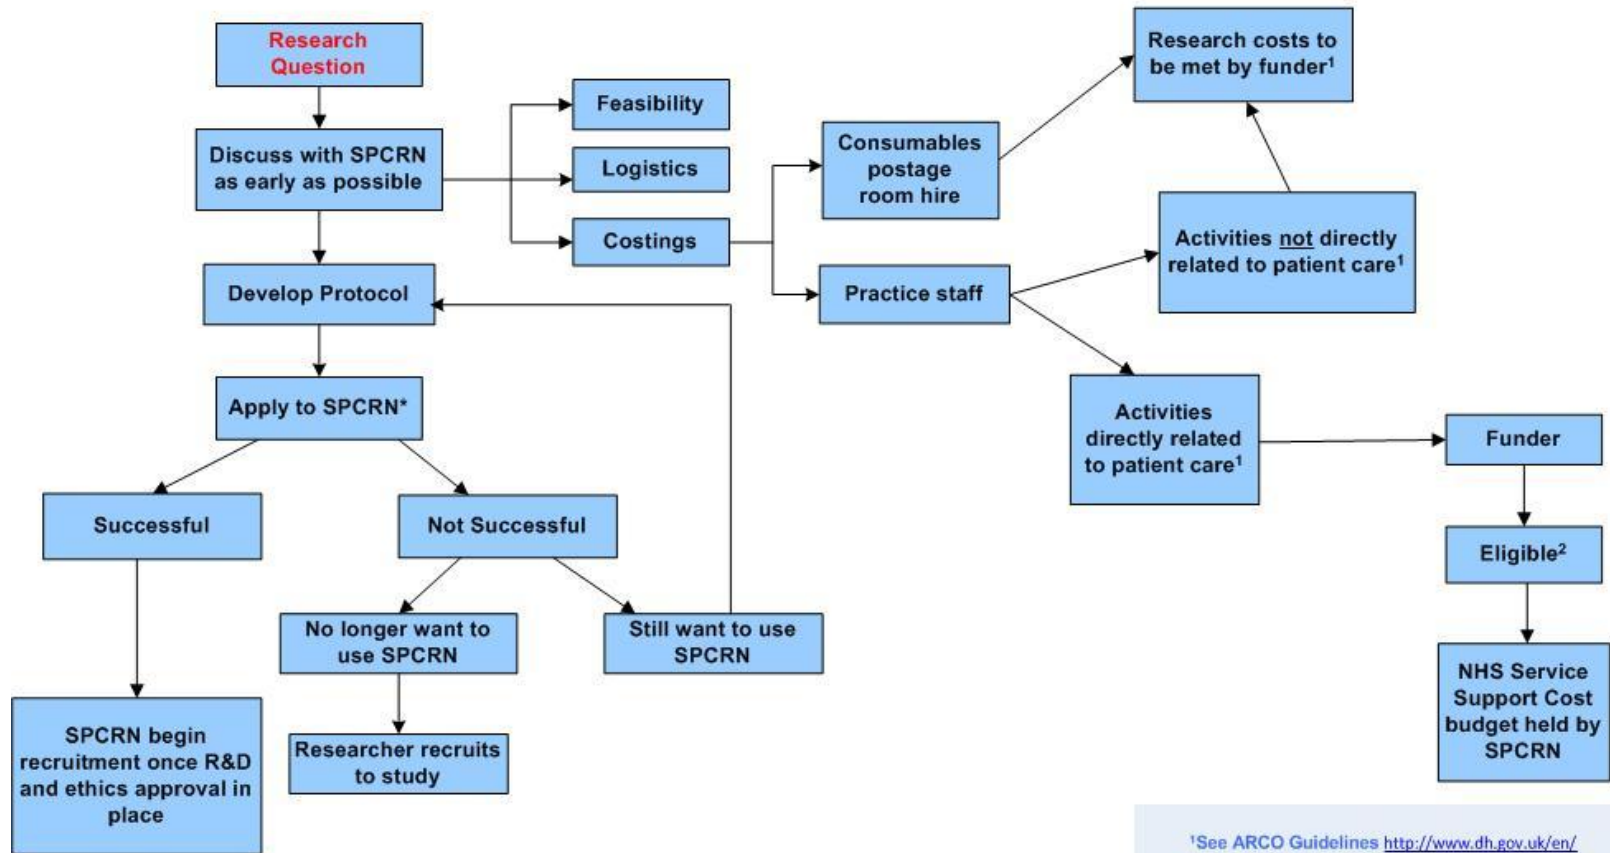 Research
Question
Discuss with SPCRN
as early as possible
Feasibility
Logistics
Costings
Consumables
postage
room hire
Research costs to
be met by funder¹
Activities not directly
related to patient care¹
Practice staff
Activities
directly related
to patient care¹
Funder
Eligible²
NHS Service
Support Cost
budget held by
SPCRN
Develop Protocol
Apply to SPCRN*
Successful
Not Successful
No longer want to
use SPCRN
Still want to use
SPCRN
SPCRN begin
recruitment once R&D
and ethics approval in
place
Researcher recruits
to study
¹See ARCO Guidelines http://www.dh.gov.uk/en/